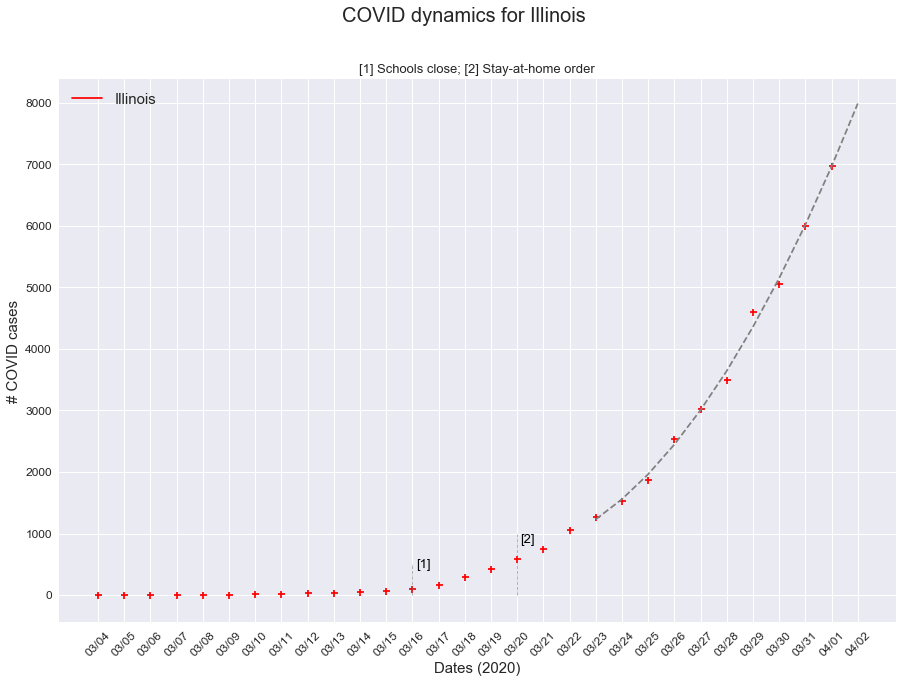 COVID dynamics for Illinois
[1] Schools close; [2] Stay-at-home order
Illinois
8000
7000
6000
5000
4000
3000
2000
1000
0
# COVID cases
[1]
[2]
03/04 03/05 03/06 03/07 03/08 03/09 03/10 03/11 03/12 03/13 03/14 03/15 03/16 03/17 03/18 03/19 03/20 03/21 03/22 03/23 03/24 03/25 03/26 03/27 03/28 03/29 03/30 03/31 04/01 04/02
Dates (2020)